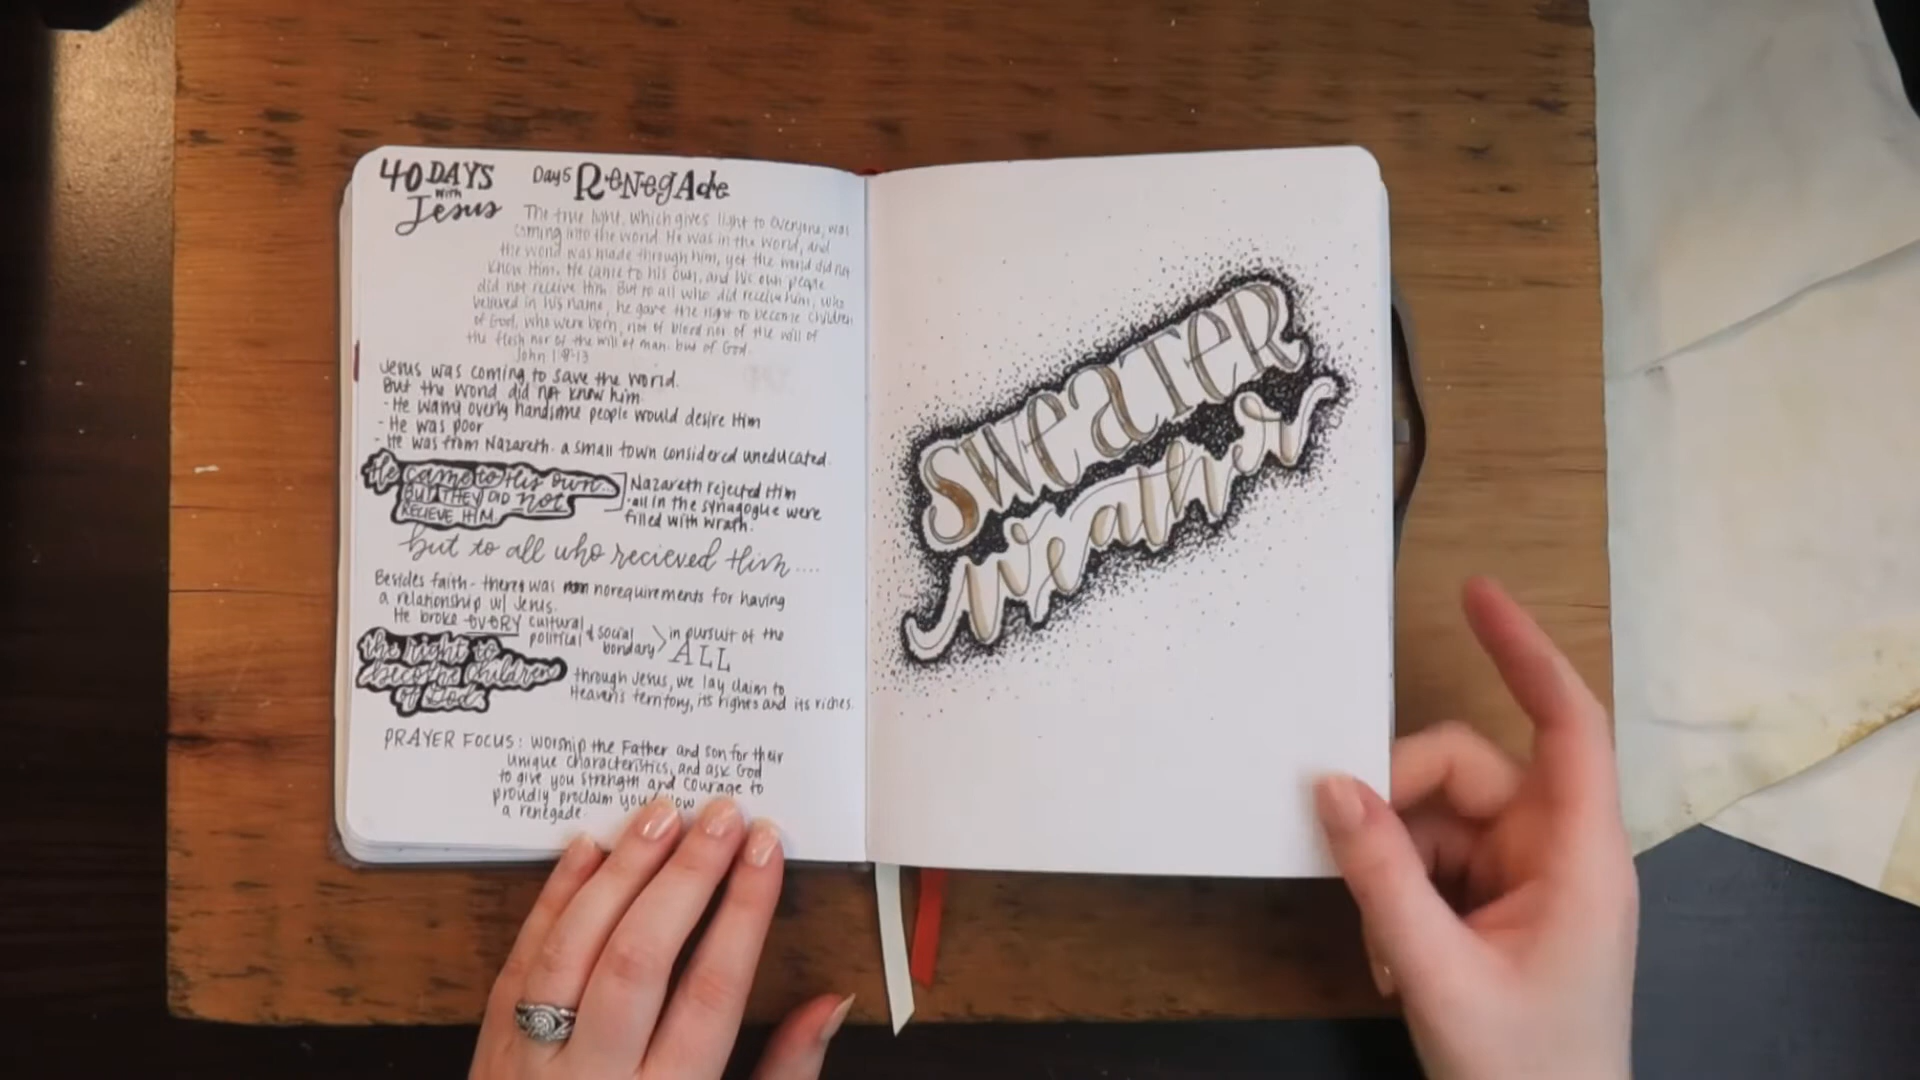 40 DAYS
with
Jesus
Day 5 ReNegAde
The true light, which gives light to everyone, was
coming into the world. He was in the world, and
the world was made through him, yet the world did not
know Him. He came to his own, and his own people
did not receive Him. But to all who did receive him, who
believed in his name, he gave the right to become children
of God, who were born, not of blood nor of the will of
the flesh nor of the will of man. but of God.
John 1:9-13
Jesus was coming to save the world.
But the world did not know him.
- He wasn't overly handsome people would desire Him
- He was poor
- He was from Nazareth. a small town considered uneducated.
He came to His own...
BUT THEY DID not
RECIEVE HIM
Nazareth rejected Him
·all in the synagogue were
filled with wrath.
but to all who recieved Him....
Besides faith - there was no requirements for having
a relationship w/ Jesus.
He broke EVERY cultural
political & social
bondary
in pursuit of the
ALL
the right to
become children
of God
through Jesus, we lay claim to
Heaven's territory, its rights and its riches.
PRAYER FOCUS: worship the Father and son for their
unique characteristics, and ask God
to give you strength and courage to
proudly proclaim you
a renegade.
SWEATER
weather